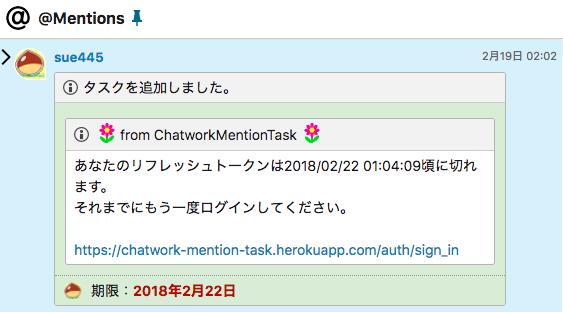 @Mentions
sue445
2月19日 02:02
タスクを追加しました。
from ChatworkMentionTask
あなたのリフレッシュトークンは2018/02/22 01:04:09頃に切れ
ます。
それまでにもう一度ログインしてください。
https://chatwork-mention-task.herokuapp.com/auth/sign_in
期限：2018年2月22日